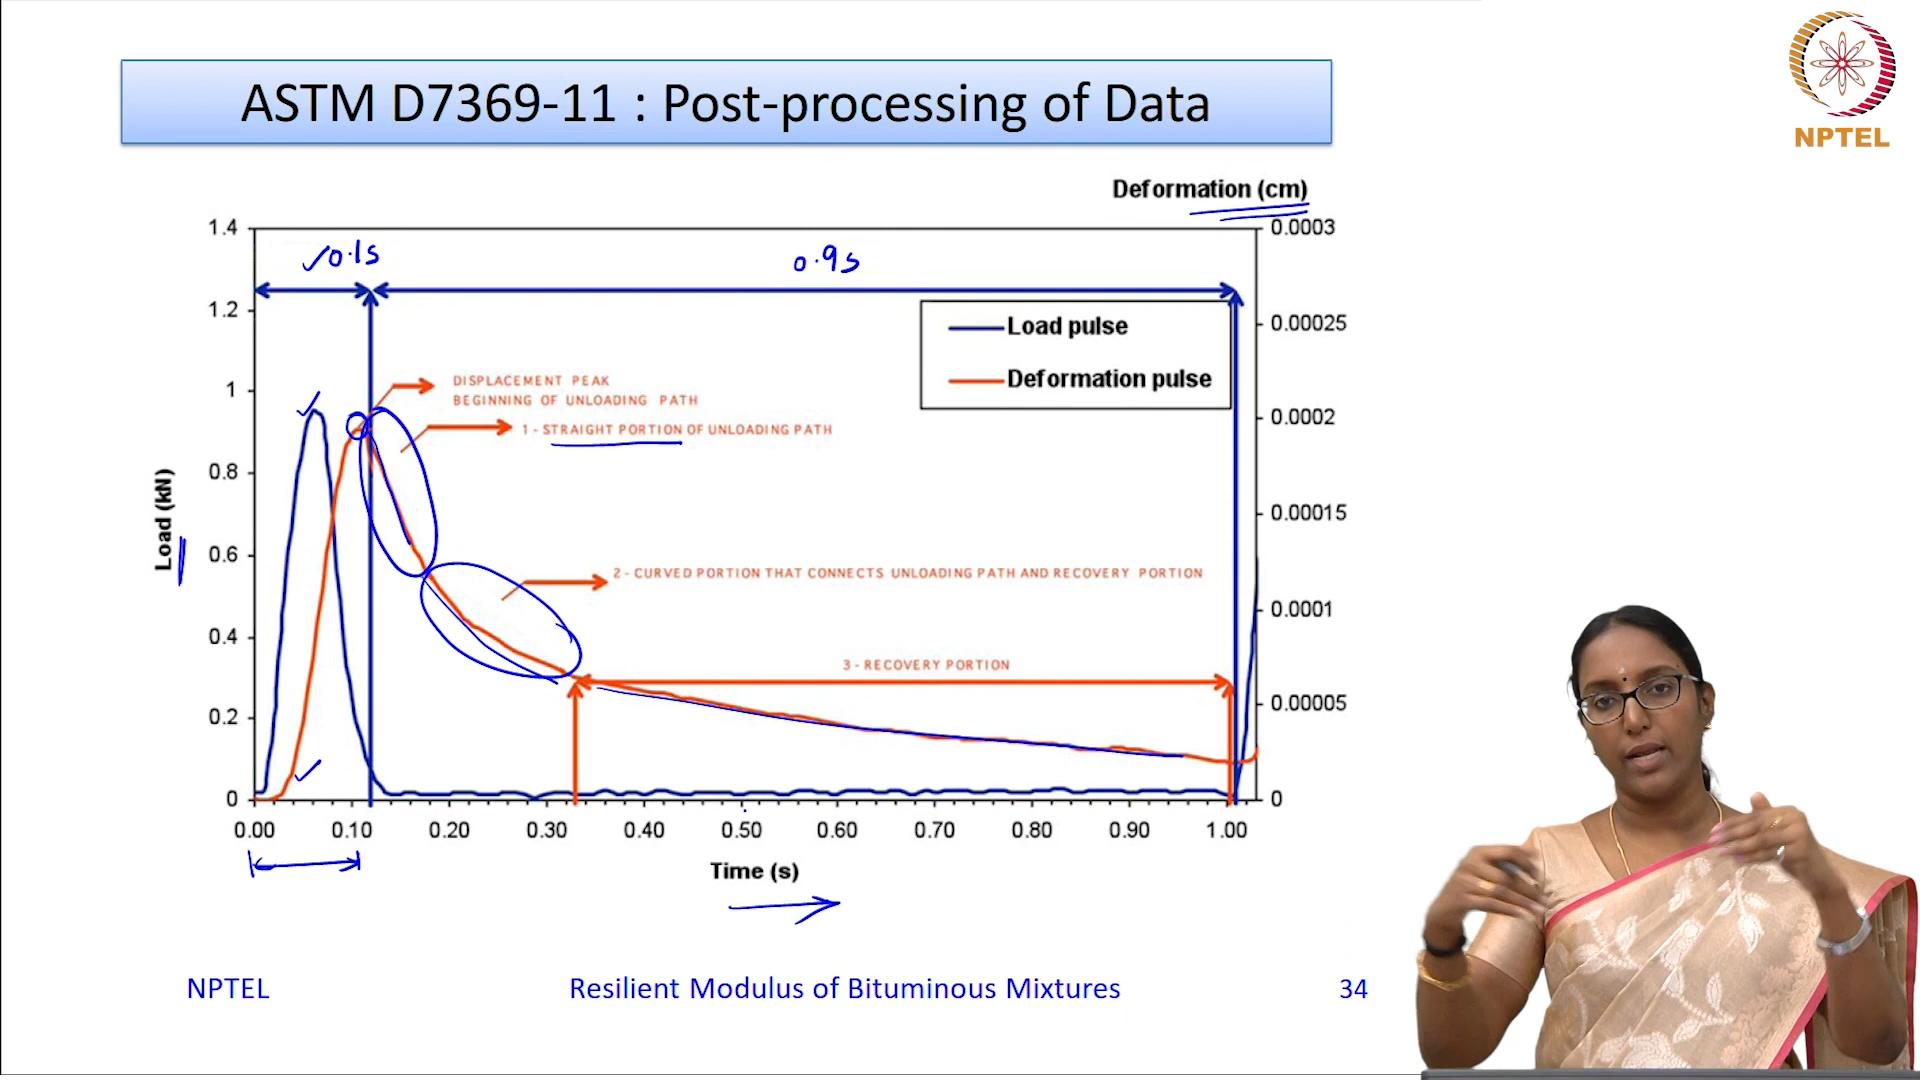 ASTM D7369-11 : Post-processing of Data
NPTEL
Deformation (cm)
1.4
1.2
1
0.8
0.6
0.4
0.2
0
Load (kN)
0.1s
0.9s
Load pulse
Deformation pulse
DISPLACEMENT PEAK
BEGINNING OF UNLOADING PATH
1 - STRAIGHT PORTION OF UNLOADING PATH
2 - CURVED PORTION THAT CONNECTS UNLOADING PATH AND RECOVERY PORTION
3 - RECOVERY PORTION
0.0003
0.00025
0.0002
0.00015
0.0001
0.00005
0
0.00 0.10 0.20 0.30 0.40 0.50 0.60 0.70 0.80 0.90 1.00
Time (s)
NPTEL Resilient Modulus of Bituminous Mixtures 34